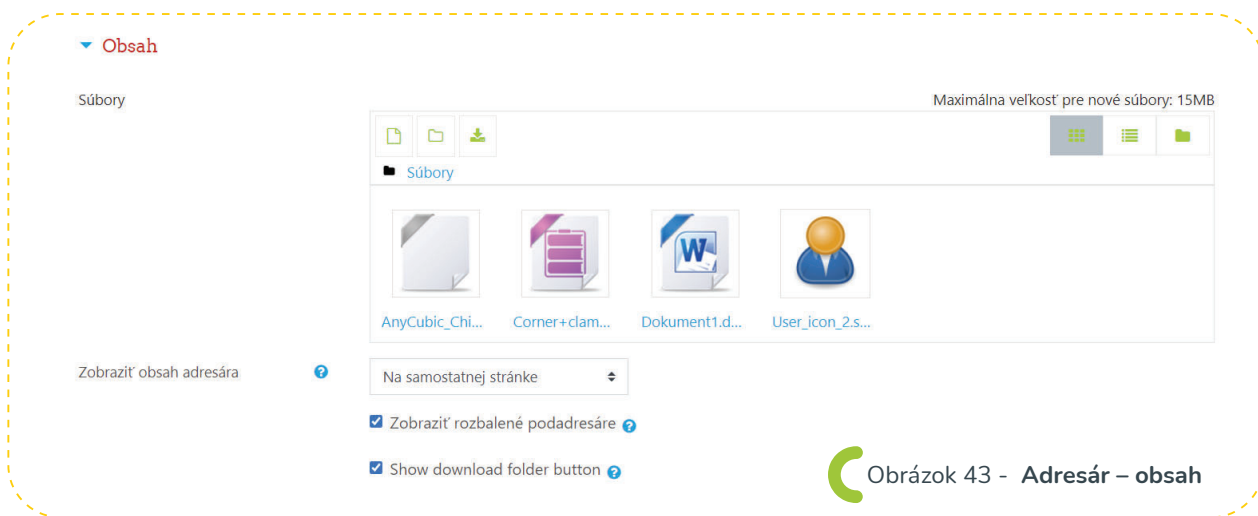 Obsah
Súbory
Maximálna veľkosť pre nové súbory: 15MB
Súbory
W
AnyCubic_Chi... Corner+clam... Dokument1.d... User_icon_2.s...
Zobraziť obsah adresára ? Na samostatnej stránke
Zobraziť rozbalené podadresáre ?
Show download folder button ?
Obrázok 43 - Adresár – obsah